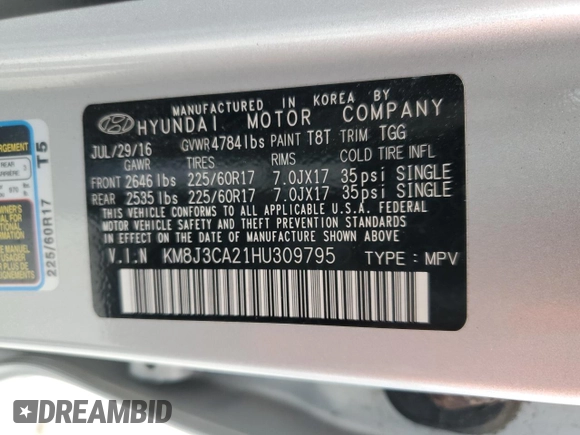 MANUFACTURED IN KOREA BY
HYUNDAI MOTOR COMPANY
JUL/29/16 GVWR4784lbs PAINT T8T TRIM TGG
GAWR TIRES RIMS COLD TIRE INFL
FRONT 2646lbs 225/60R17 7.0JX17 35psi SINGLE
REAR 2535lbs 225/60R17 7.0JX17 35psi SINGLE
THIS VEHICLE CONFORMS TO ALL APPLICABLE U.S.A. FEDERAL
MOTOR VEHICLE SAFETY AND THEFT PREVENTION STANDARDS
IN EFFECT ON THE DATE OF MANUFACTURE SHOWN ABOVE.
V.I.N KM8J3CA21HU309795 TYPE : MPV
T5
225/60R17
DREAMBID